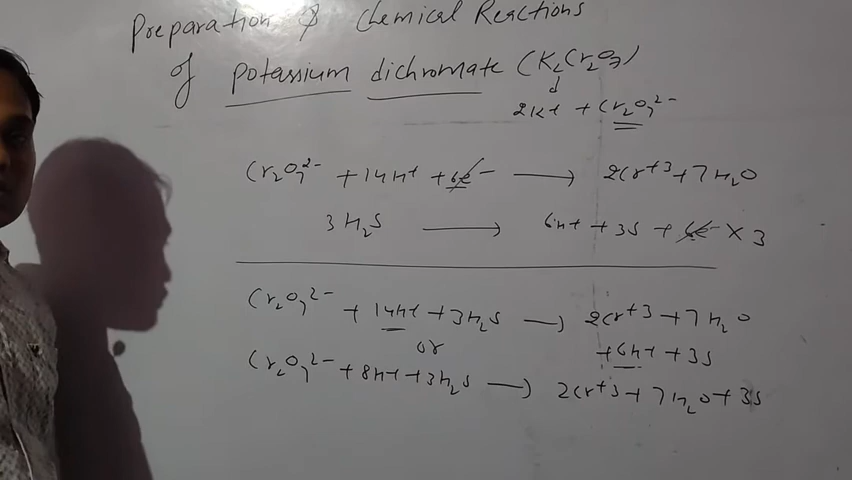 Preparation & Chemical Reactions
of potassium dichromate (K₂Cr₂O₇)
↓
2K+ + Cr₂O₇²⁻
Cr₂O₇²⁻ + 14H+ + 6e⁻ → 2Cr+3 + 7H₂O
3H₂S → 6H+ + 3S + 6e⁻ × 3
Cr₂O₇²⁻ + 14H+ + 3H₂S → 2Cr+3 + 7H₂O
or + 6H+ + 3S
Cr₂O₇²⁻ + 8H+ + 3H₂S → 2Cr+3 + 7H₂O + 3S